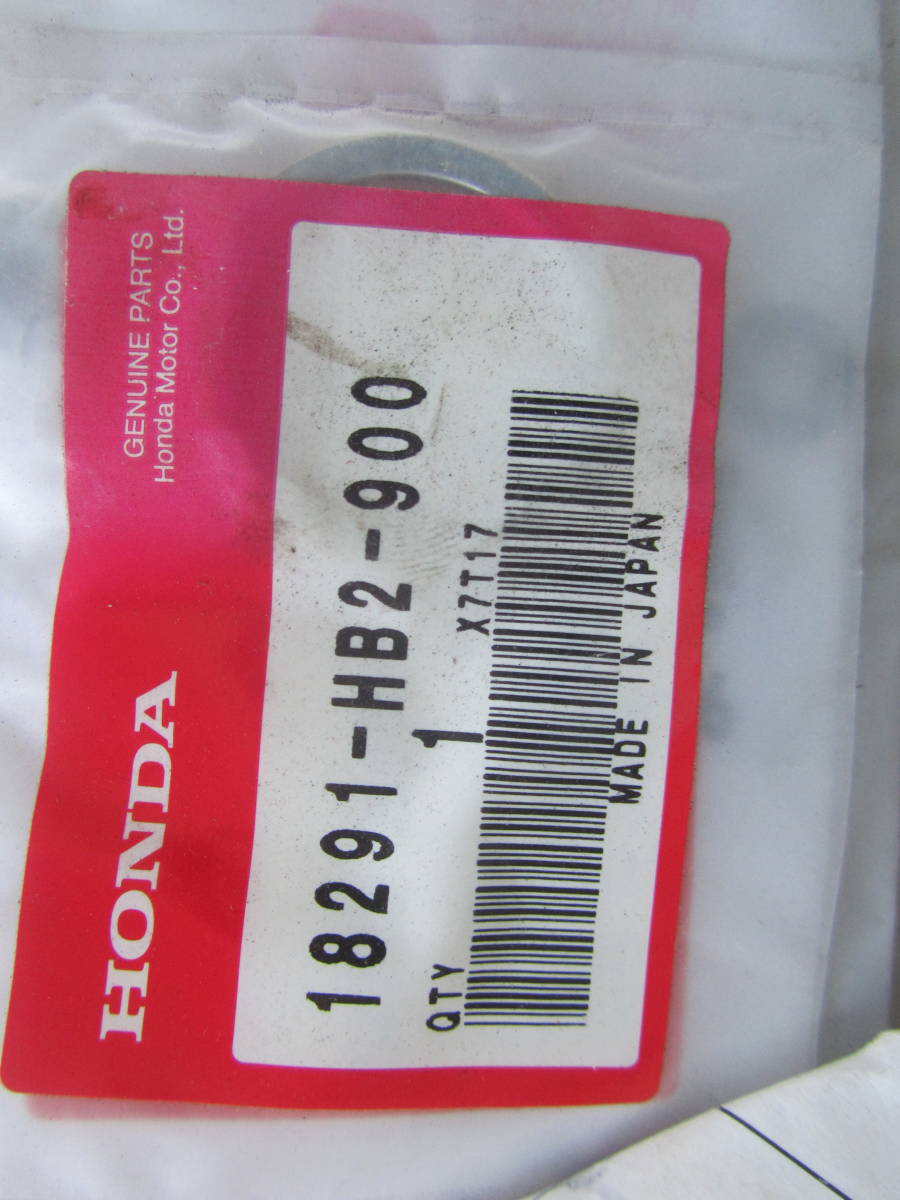 HONDA
GENUINE PARTS
Honda Motor Co., Ltd.
18291-HB2-900
QTY 1 X7T17
MADE IN JAPAN